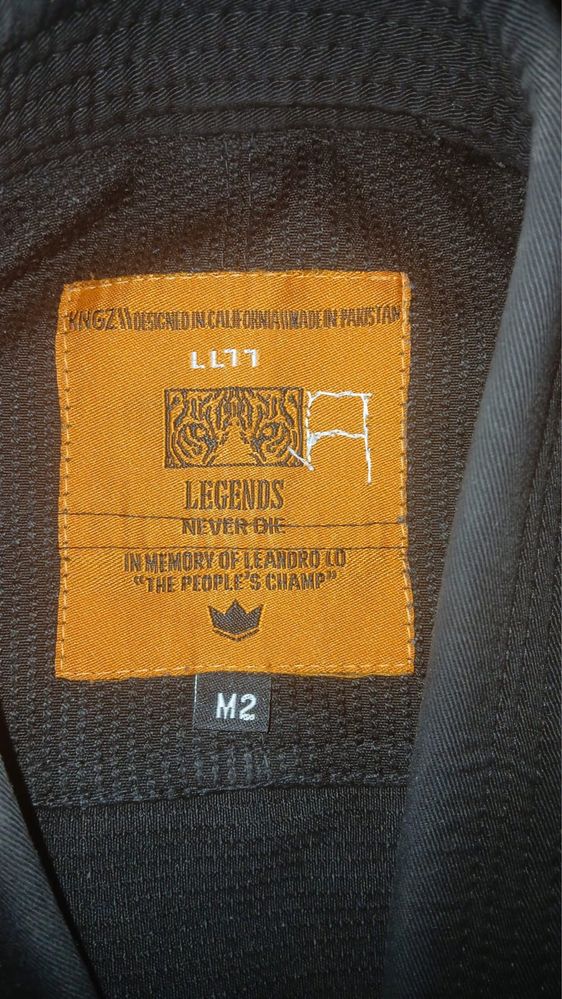 KNGZ\\DESIGNED IN CALIFORNIA\\MADE IN PAKISTAN
LL77
LEGENDS
NEVER DIE
IN MEMORY OF LEANDRO LO
"THE PEOPLE'S CHAMP"
M2